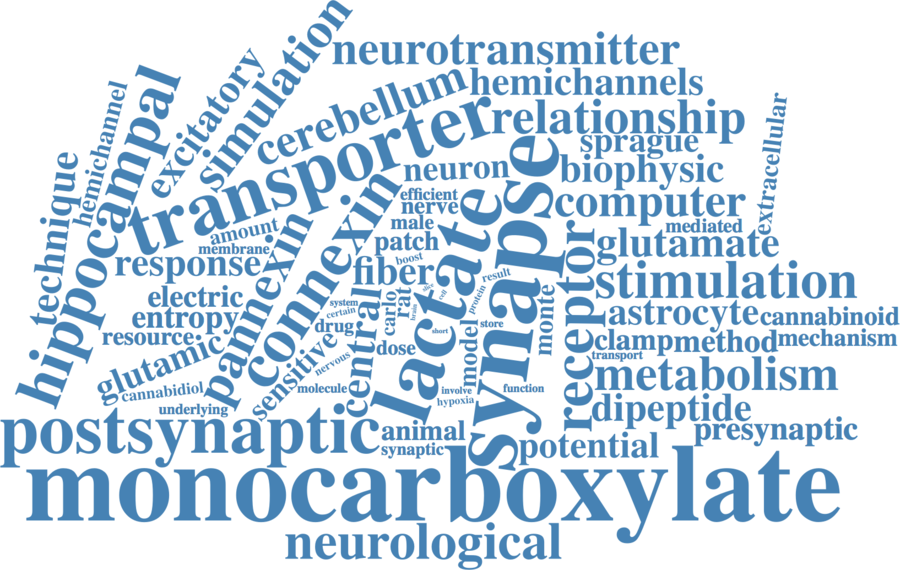 neurotransmitter
simulation
hemichannels
excitatory
cerebellum
hemichannel
hippocampal
transporter
relationship
sprague
extracellular
technique
neuron
biophysic
synapse
efficient
nerve
computer
male
mediated
amount
membrane
connexin
lactate
patch
glutamate
response
pannexin
boost
fiber
receptor
stimulation
result
protein
cell
slice
electric
system
certain
carlo
rat
brain
entropy
drug
central
short
store
model
monte
astrocyte
cannabinoid
resource
sensitive
nervous
dose
clamp
method
mechanism
transport
glutamic
cannabidiol
molecule
involve
function
hypoxia
metabolism
underlying
dipeptide
postsynaptic
animal
synaptic
potential
presynaptic
monocarboxylate
neurological